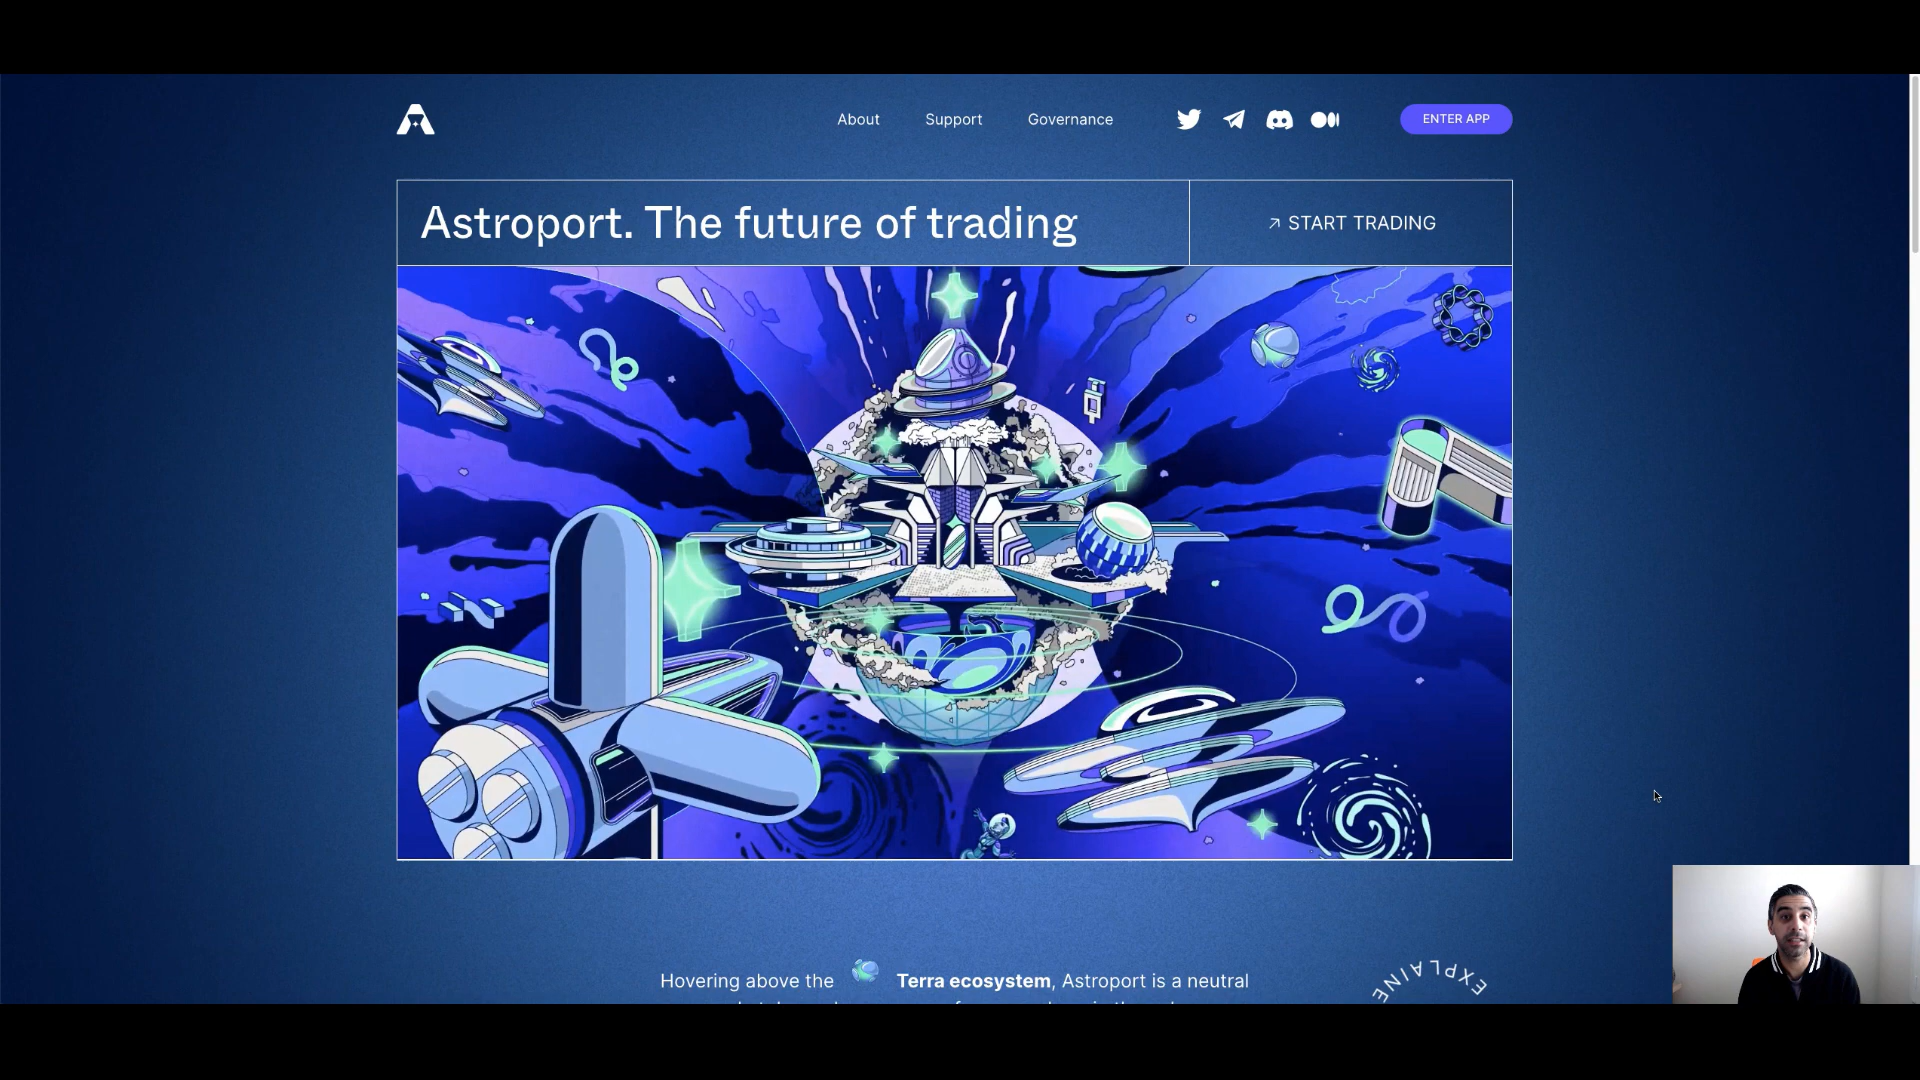 About
Support
Governance
ENTER APP
Astroport. The future of trading
START TRADING
Hovering above the Terra ecosystem, Astroport is a neutral
EXPLAINE